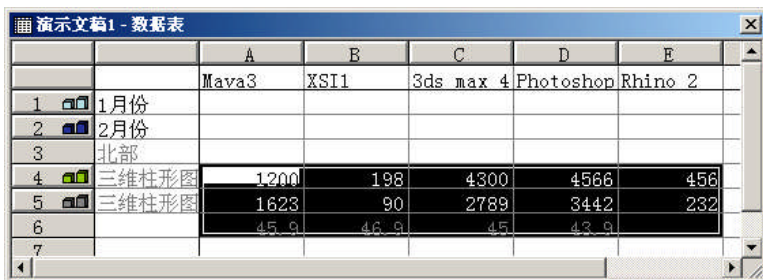 演示文稿1 - 数据表
A B C D E
Mava3 XSI1 3ds max 4 Photoshop Rhino 2
1 1月份
2 2月份
3 北部
4 三维柱形图 1200 198 4300 4566 456
5 三维柱形图 1623 90 2789 3442 232
6 45.9 46.9 45 43.9
7